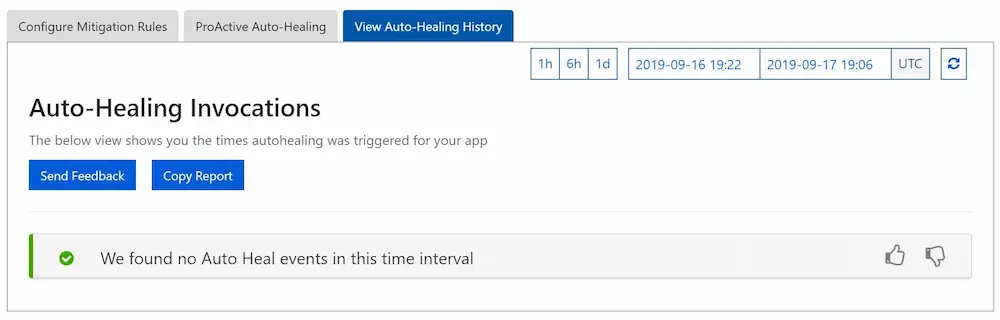 Configure Mitigation Rules
ProActive Auto-Healing
View Auto-Healing History
1h
6h
1d
2019-09-16 19:22
2019-09-17 19:06
UTC
Auto-Healing Invocations
The below view shows you the times autohealing was triggered for your app
Send Feedback
Copy Report
We found no Auto Heal events in this time interval